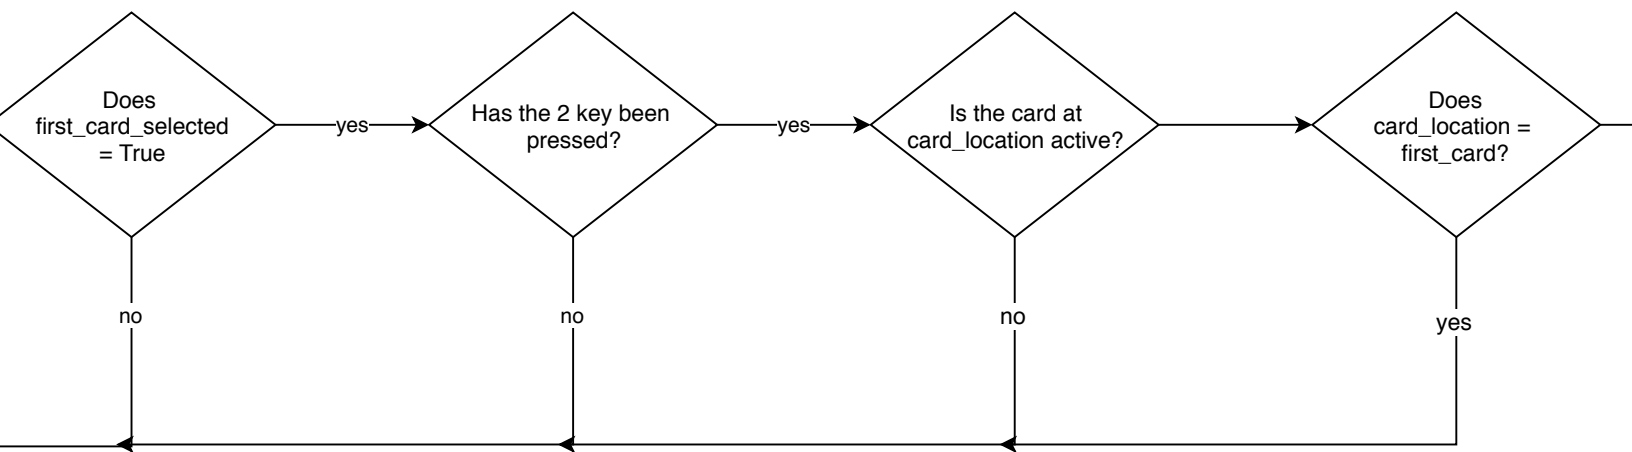 Does
first_card_selected
= True
yes
Has the 2 key been
pressed?
yes
Is the card at
card_location active?
Does
card_location =
first_card?
no
no
no
yes